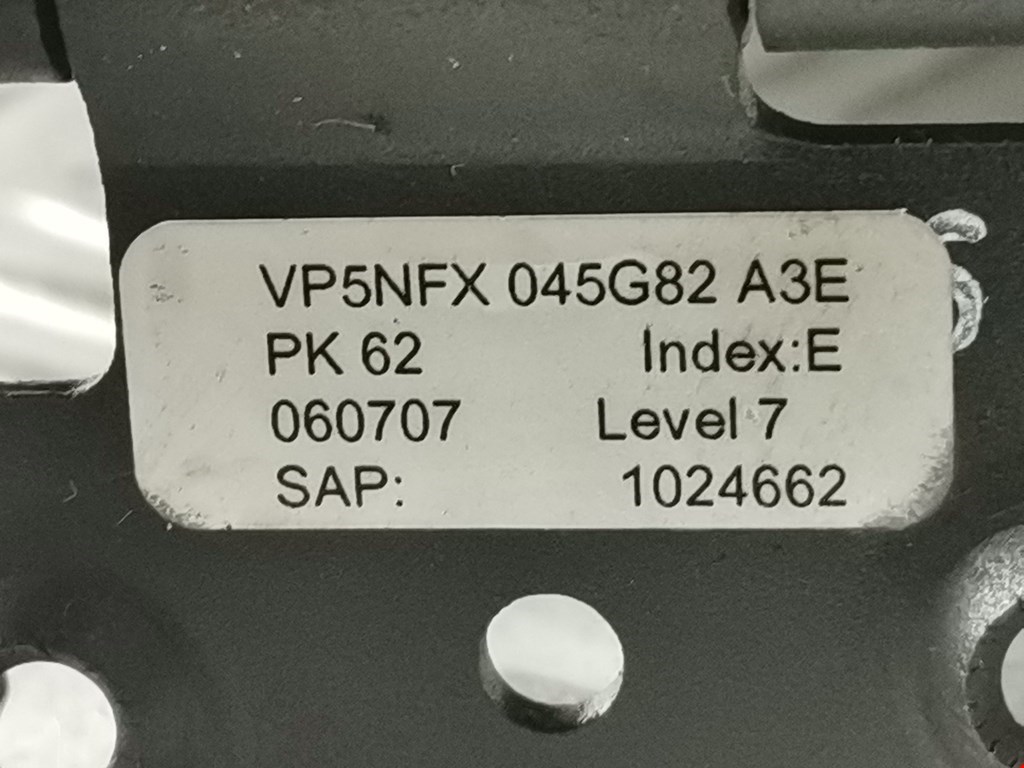 VP5NFX 045G82 A3E
PK 62 Index:E
060707 Level 7
SAP: 1024662